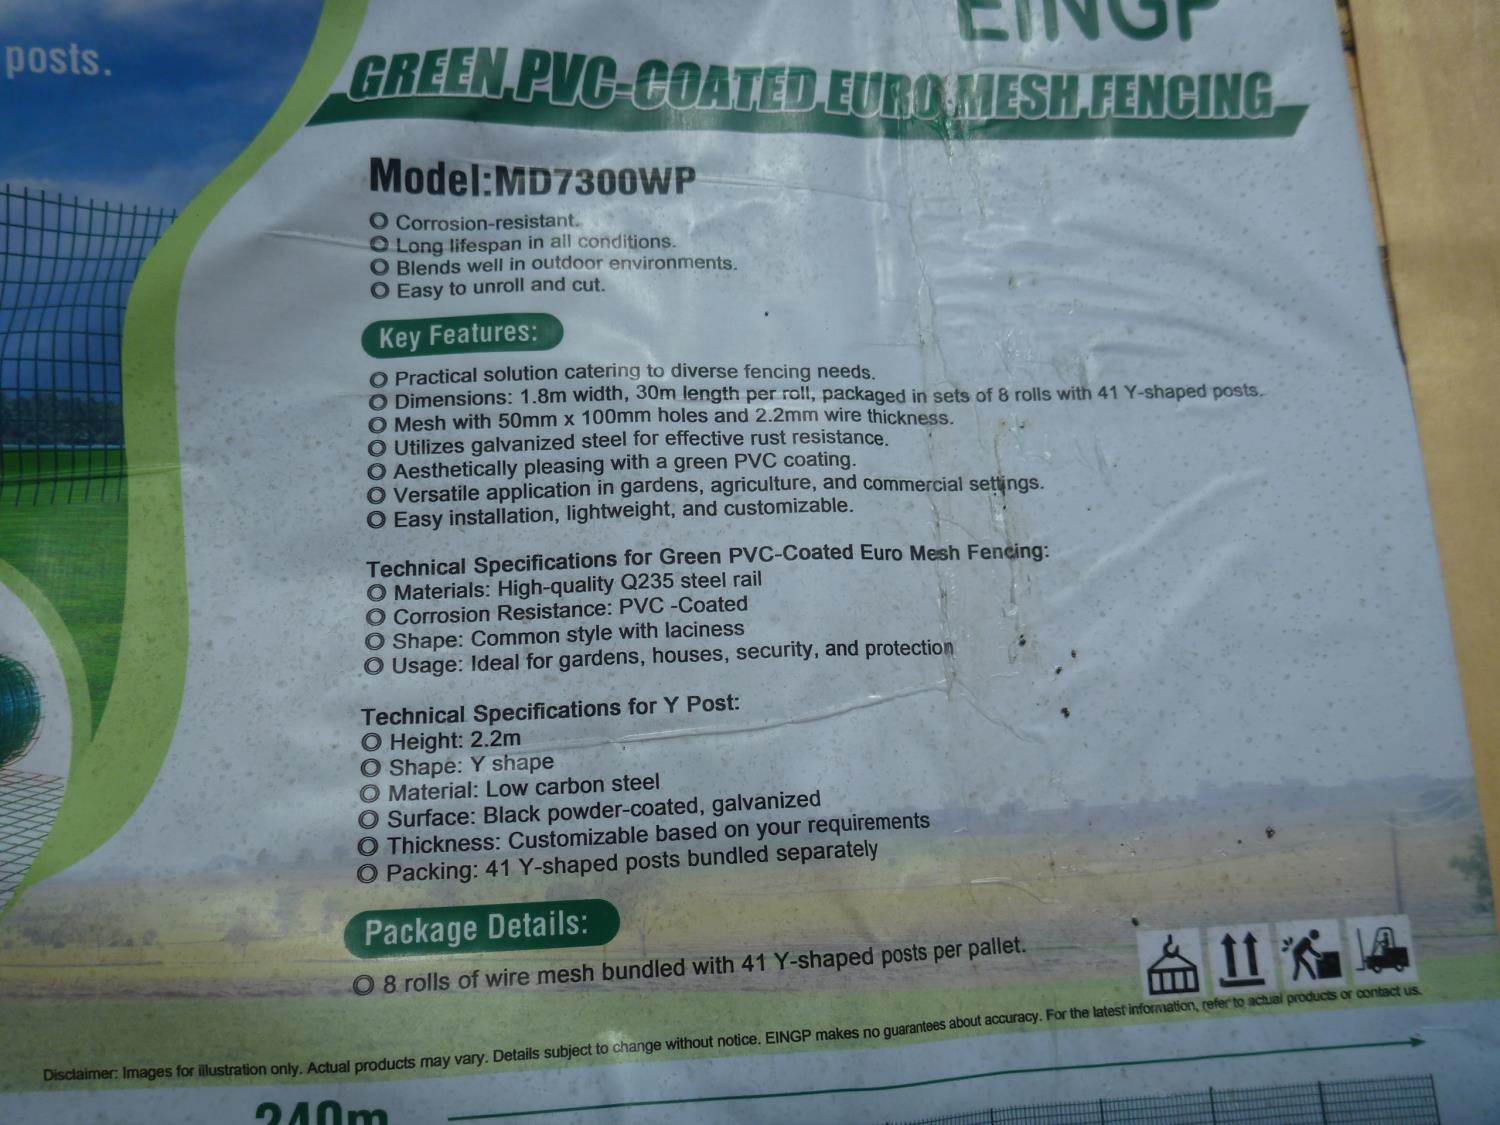 posts.
EINGP
GREEN PVC-COATED EURO MESH FENCING
Model:MD7300WP
Corrosion-resistant.
Long lifespan in all conditions.
Blends well in outdoor environments.
Easy to unroll and cut.
Key Features:
Practical solution catering to diverse fencing needs.
Dimensions: 1.8m width, 30m length per roll, packaged in sets of 8 rolls with 41 Y-shaped posts.
Mesh with 50mm x 100mm holes and 2.2mm wire thickness.
Utilizes galvanized steel for effective rust resistance.
Aesthetically pleasing with a green PVC coating.
Versatile application in gardens, agriculture, and commercial settings.
Easy installation, lightweight, and customizable.
Technical Specifications for Green PVC-Coated Euro Mesh Fencing:
Materials: High-quality Q235 steel rail
Corrosion Resistance: PVC -Coated
Shape: Common style with laciness
Usage: Ideal for gardens, houses, security, and protection
Technical Specifications for Y Post:
Height: 2.2m
Shape: Y shape
Material: Low carbon steel
Surface: Black powder-coated, galvanized
Thickness: Customizable based on your requirements
Packing: 41 Y-shaped posts bundled separately
Package Details:
8 rolls of wire mesh bundled with 41 Y-shaped posts per pallet.
Disclaimer: Images for illustration only. Actual products may vary. Details subject to change without notice. EINGP makes no guarantees about accuracy. For the latest information, refer to actual products or contact us.
240m